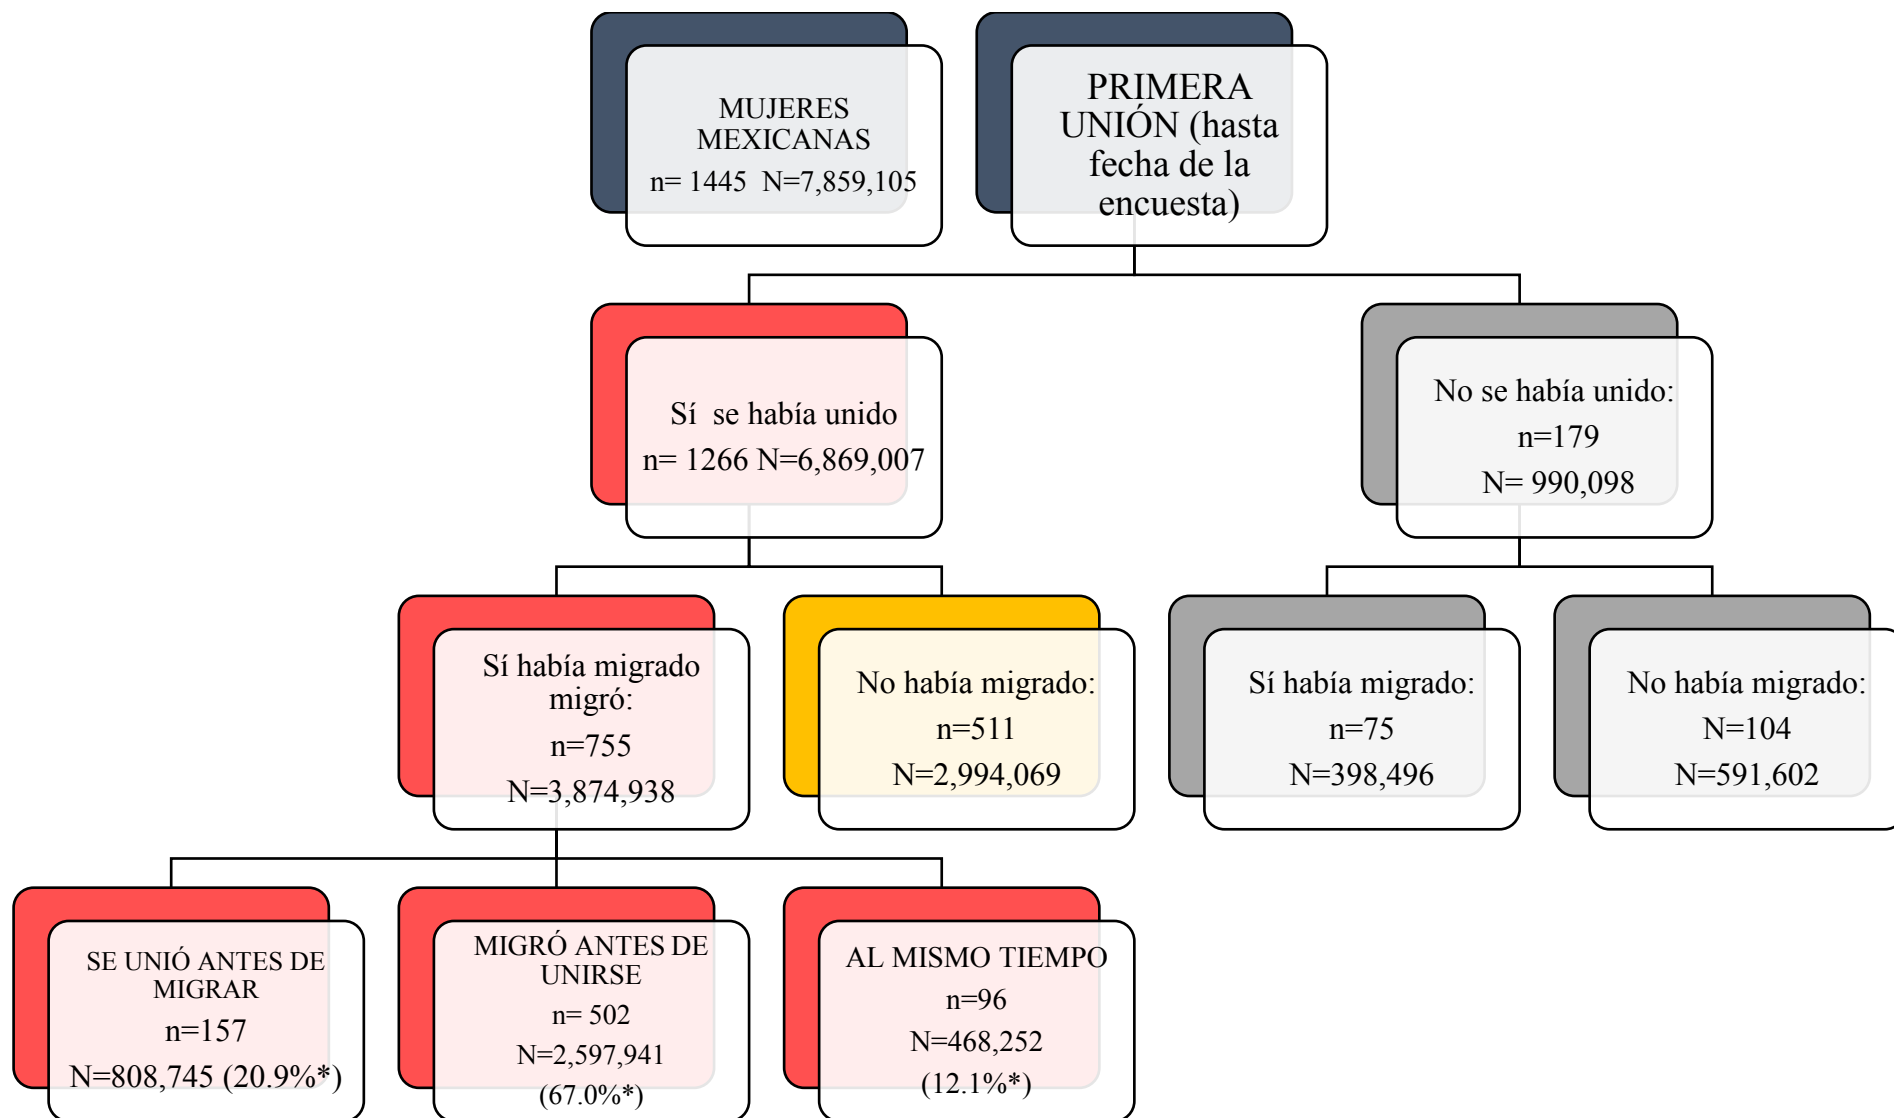 MUJERES
MEXICANAS
n= 1445  N=7,859,105
PRIMERA
UNIÓN (hasta
fecha de la
encuesta)
Sí  se había unido
n= 1266 N=6,869,007
No se había unido:
n=179
N= 990,098
Sí había migrado
migró:
n=755
N=3,874,938
No había migrado:
n=511
N=2,994,069
Sí había migrado:
n=75
N=398,496
No había migrado:
N=104
N=591,602
SE UNIÓ ANTES DE
MIGRAR
n=157
N=808,745 (20.9%*)
MIGRÓ ANTES DE
UNIRSE
n= 502
N=2,597,941
(67.0%*)
AL MISMO TIEMPO
n=96
N=468,252
(12.1%*)